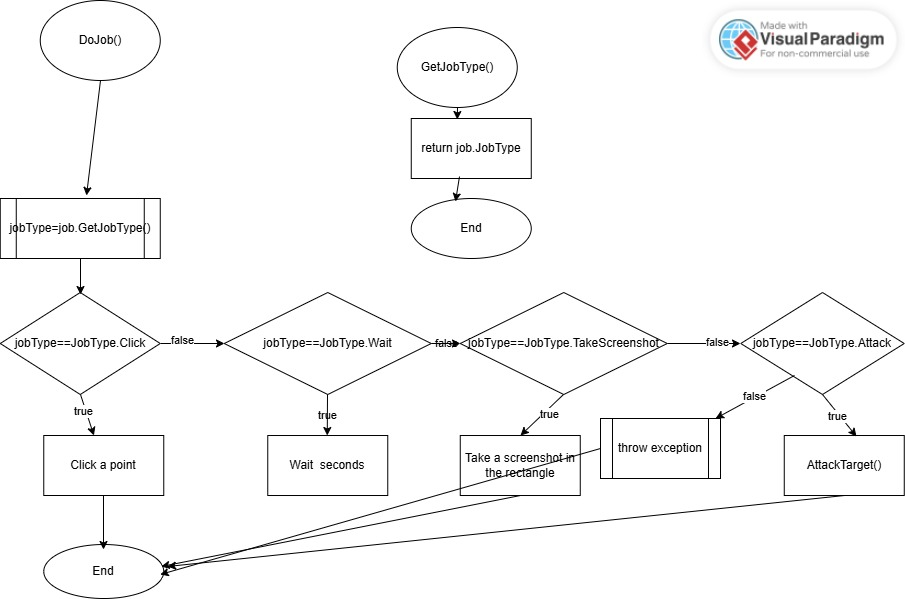 DoJob()
GetJobType()
Made with
Visual Paradigm
For non-commercial use
return job.JobType
jobType=job.GetJobType()
End
jobType==JobType.Click
false
jobType==JobType.Wait
false
jobType==JobType.TakeScreenshot
false
jobType==JobType.Attack
true
true
true
false
true
Click a point
Wait  seconds
Take a screenshot in
the rectangle
throw exception
AttackTarget()
End